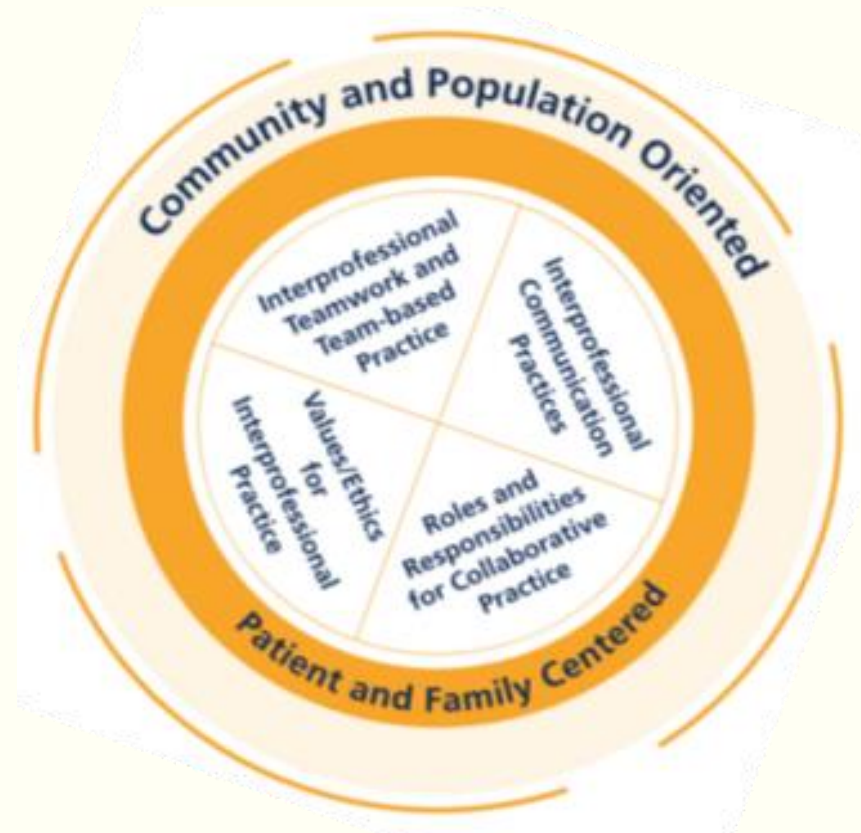 Community and Population Oriented
Interprofessional
Teamwork and
Team-based
Practice
Interprofessional
Communication
Practices
Values/Ethics
for
Interprofessional
Practice
Roles and
Responsibilities
for Collaborative
Practice
Patient and Family Centered